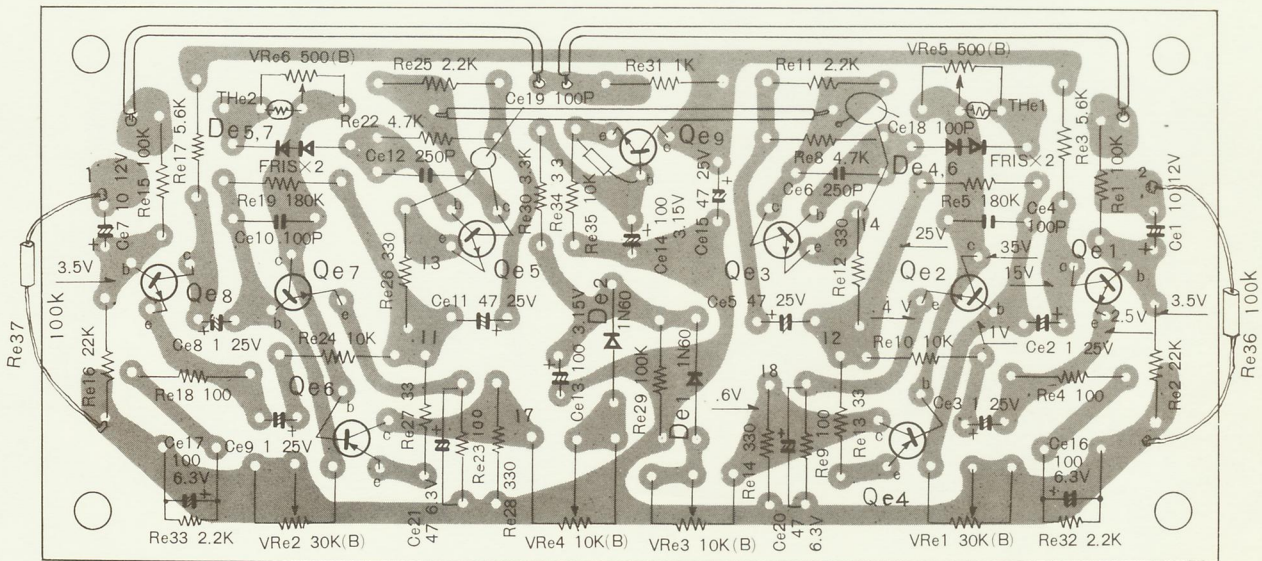 VRe6 500(B)
Re25 2.2K
Re31 1K
Re11 2.2K
VRe5 500(B)
THe2
Ce19 100P
THe1
De5,7
Re22 4.7K
Qe9
Ce18 100P
Re3 5.6K
Re17 5.6K
Re15 100K
FRIS×2
Ce12 250P
Re8 4.7K
De4,6
FRIS×2
Re1 100K
1
Ce7 10 12V
Re19 180K
Re30 3.3K
Re34 3.3
Re35 10K
Ce14 100
3.15V
Ce15 47 25V
Ce6 250P
Re5 180K
Ce4
100P
2
Ce1 10 12V
Ce10 100P
Re26 330
13
b
c
e
Qe5
Qe3
c
b
e
Re12 330
14
25V
35V
15V
Qe1
3.5V
b
c
e
Qe8
c
Qe7
b
e
Qe2
c
b
e
b
c
e
3.5V
2.5V
Re37
100k
Re36
100k
Ce8 1 25V
Ce11 47 25V
De2
1N60
Ce5 47 25V
.4 V
.1V
Ce2 1 25V
Re16 22K
Re24 10K
11
Ce13 100 3.15V
1N60
12
Re10 10K
Re2 22K
Re18 100
Qe6
b
c
e
Re27 33
Re29 100K
De1
18
.6V
Re13 33
b
c
e
Ce3 1 25V
Re4 100
Ce17
100
6.3V
Ce9 1 25V
Ce21
47 6.3V
Re23 100
17
Re28 330
Re14 330
Re9 100
Ce20
47
6.3V
Qe4
Ce16
100
6.3V
Re33 2.2K
VRe2 30K(B)
VRe4 10K(B)
VRe3 10K(B)
VRe1 30K(B)
Re32 2.2K